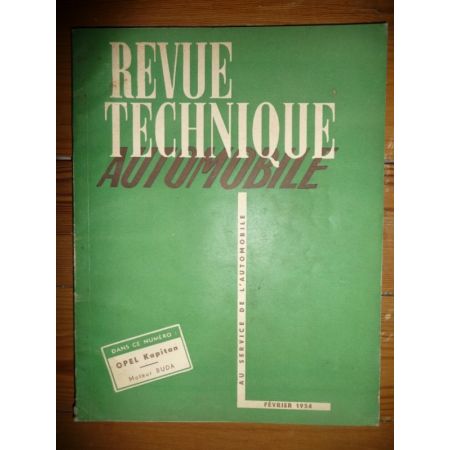 REVUE
TECHNIQUE
AUTOMOBILE
AU SERVICE DE L'AUTOMOBILE
DANS CE NUMÉRO :
OPEL Kapitan
Moteur BUDA
FÉVRIER 1954